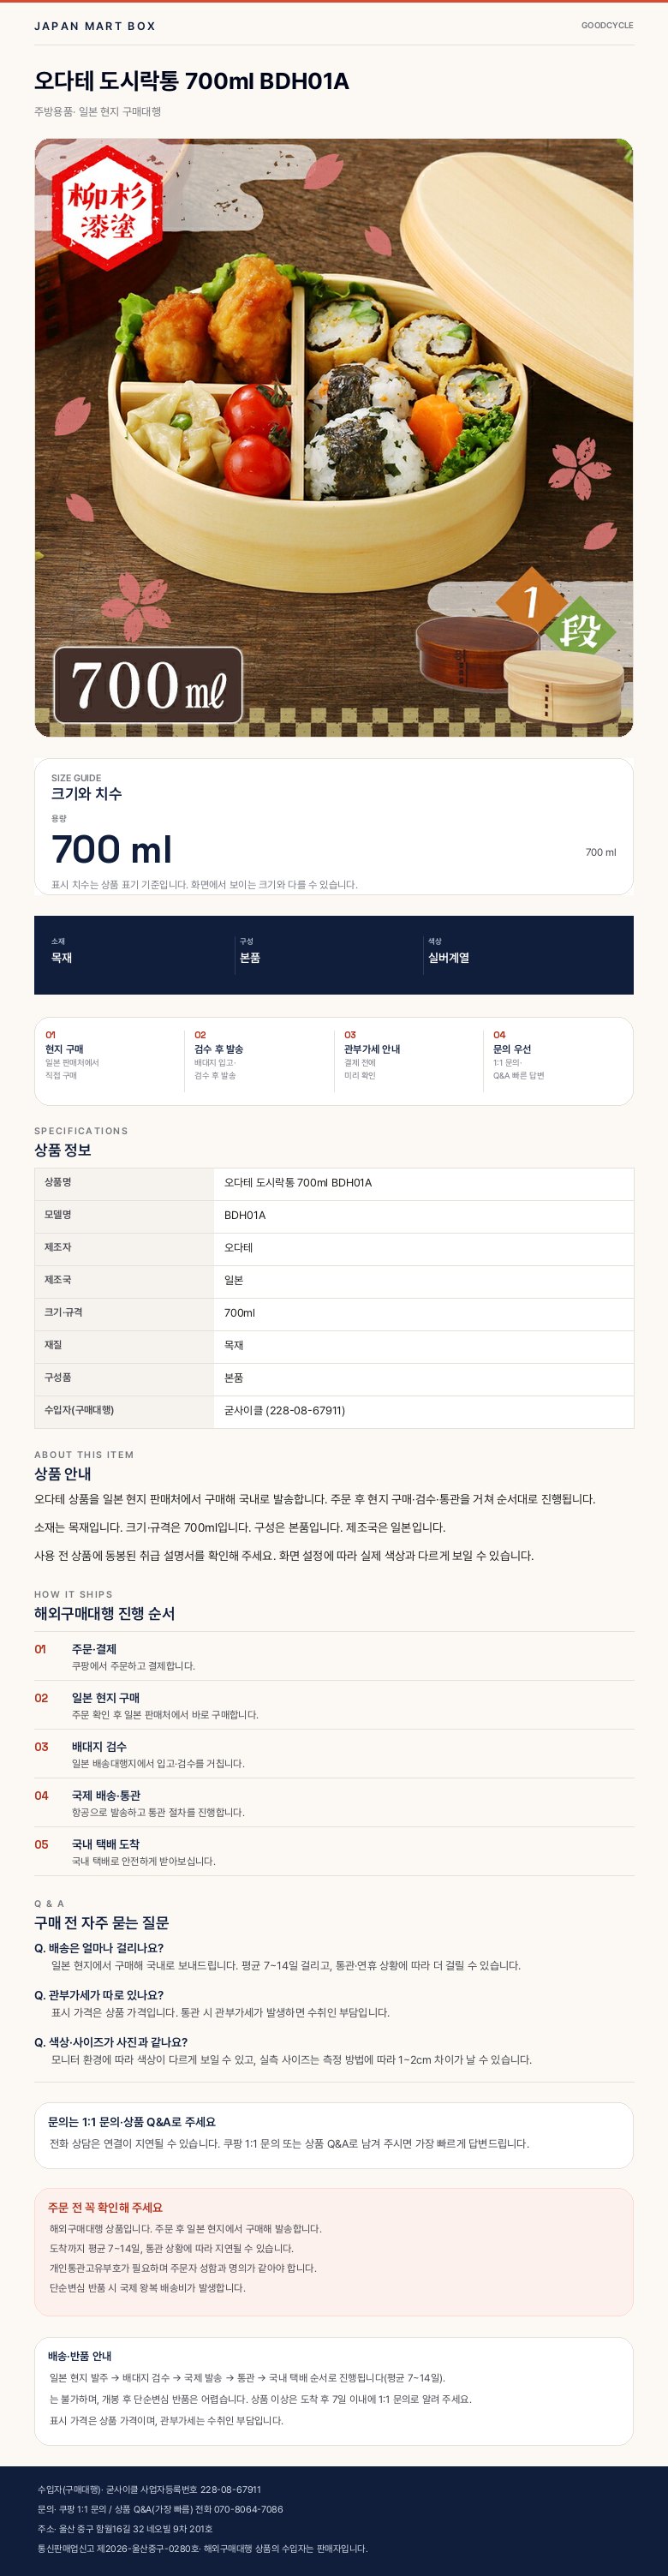 JAPAN MART BOX
GOODCYCLE
오다테 도시락통 700ml BDH01A
주방용품· 일본 현지 구매대행
柳杉
漆塗
1
段
700㎖
SIZE GUIDE
크기와 치수
용량
700 ml
700 ml
표시 치수는 상품 표기 기준입니다. 화면에서 보이는 크기와 다를 수 있습니다.
소재
목재
구성
본품
색상
실버계열
01
현지 구매
일본 판매처에서
직접 구매
02
검수 후 발송
배대지 입고·
검수 후 발송
03
관부가세 안내
결제 전에
미리 확인
04
문의 우선
1:1 문의·
Q&A 빠른 답변
SPECIFICATIONS
상품 정보
상품명
오다테 도시락통 700ml BDH01A
모델명
BDH01A
제조자
오다테
제조국
일본
크기·규격
700ml
재질
목재
구성품
본품
수입자(구매대행)
굳사이클 (228-08-67911)
ABOUT THIS ITEM
상품 안내
오다테 상품을 일본 현지 판매처에서 구매해 국내로 발송합니다. 주문 후 현지 구매·검수·통관을 거쳐 순서대로 진행됩니다.
소재는 목재입니다. 크기·규격은 700ml입니다. 구성은 본품입니다. 제조국은 일본입니다.
사용 전 상품에 동봉된 취급 설명서를 확인해 주세요. 화면 설정에 따라 실제 색상과 다르게 보일 수 있습니다.
HOW IT SHIPS
해외구매대행 진행 순서
01
주문·결제
쿠팡에서 주문하고 결제합니다.
02
일본 현지 구매
주문 확인 후 일본 판매처에서 바로 구매합니다.
03
배대지 검수
일본 배송대행지에서 입고·검수를 거칩니다.
04
국제 배송·통관
항공으로 발송하고 통관 절차를 진행합니다.
05
국내 택배 도착
국내 택배로 안전하게 받아보십니다.
Q & A
구매 전 자주 묻는 질문
Q. 배송은 얼마나 걸리나요?
일본 현지에서 구매해 국내로 보내드립니다. 평균 7~14일 걸리고, 통관·연휴 상황에 따라 더 걸릴 수 있습니다.
Q. 관부가세가 따로 있나요?
표시 가격은 상품 가격입니다. 통관 시 관부가세가 발생하면 수취인 부담입니다.
Q. 색상·사이즈가 사진과 같나요?
모니터 환경에 따라 색상이 다르게 보일 수 있고, 실측 사이즈는 측정 방법에 따라 1~2cm 차이가 날 수 있습니다.
문의는 1:1 문의·상품 Q&A로 주세요
전화 상담은 연결이 지연될 수 있습니다. 쿠팡 1:1 문의 또는 상품 Q&A로 남겨 주시면 가장 빠르게 답변드립니다.
주문 전 꼭 확인해 주세요
해외구매대행 상품입니다. 주문 후 일본 현지에서 구매해 발송합니다.
도착까지 평균 7~14일, 통관 상황에 따라 지연될 수 있습니다.
개인통관고유부호가 필요하며 주문자 성함과 명의가 같아야 합니다.
단순변심 반품 시 국제 왕복 배송비가 발생합니다.
배송·반품 안내
일본 현지 발주 → 배대지 검수 → 국제 발송 → 통관 → 국내 택배 순서로 진행됩니다(평균 7~14일).
는 불가하며, 개봉 후 단순변심 반품은 어렵습니다. 상품 이상은 도착 후 7일 이내에 1:1 문의로 알려 주세요.
표시 가격은 상품 가격이며, 관부가세는 수취인 부담입니다.
수입자(구매대행)· 굳사이클 사업자등록번호 228-08-67911
문의· 쿠팡 1:1 문의 / 상품 Q&A(가장 빠름) 전화 070-8064-7086
주소· 울산 중구 함월16길 32 네오빌 9차 201호
통신판매업신고 제2026-울산중구-0280호· 해외구매대행 상품의 수입자는 판매자입니다.